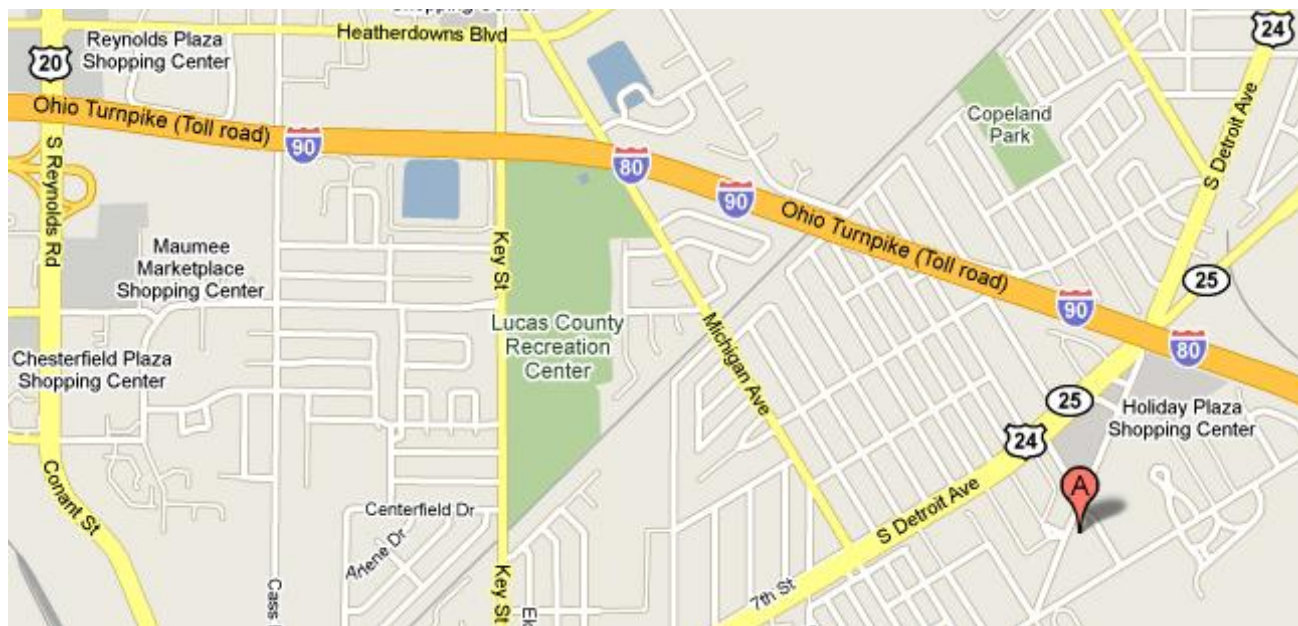 Shopping Center
Reynolds Plaza
Shopping Center
Heatherdowns Blvd
24
20
Ohio Turnpike (Toll road)
90
80
90
Copeland
Park
S Detroit Ave
S Reynolds Rd
Maumee
Marketplace
Shopping Center
Key St
Ohio Turnpike (Toll road)
25
90
80
Lucas County
Recreation
Center
Michigan Ave
Chesterfield Plaza
Shopping Center
25
Holiday Plaza
Shopping Center
24
A
Conant St
Centerfield Dr
Arlene Dr
S Detroit Ave
7th St
Key St
Cass